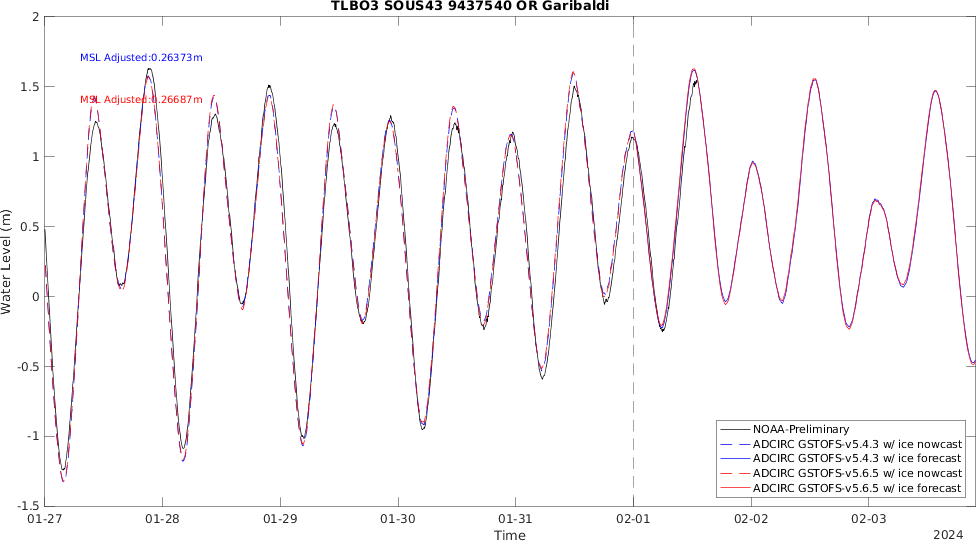 TLBO3 SOUS43 9437540 OR Garibaldi
2
1.5
1
0.5
0
-0.5
-1
-1.5
Water Level (m)
MSL Adjusted:0.26373m
MSL Adjusted:0.26687m
NOAA-Preliminary
ADCIRC GSTOFS-v5.4.3 w/ ice nowcast
ADCIRC GSTOFS-v5.4.3 w/ ice forecast
ADCIRC GSTOFS-v5.6.5 w/ ice nowcast
ADCIRC GSTOFS-v5.6.5 w/ ice forecast
01-27 01-28 01-29 01-30 01-31 02-01 02-02 02-03
Time
2024